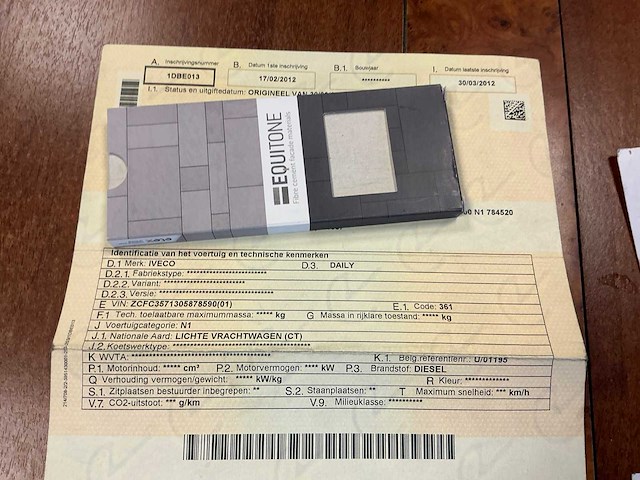 A. Inschrijvingsnummer B. Datum 1ste inschrijving B.1. Bouwjaar I. Datum laatste inschrijving
1DBE013 17/02/2012 ********** 30/03/2012
I.1. Status en uitgiftedatum: ORIGINEEL VAN
EQUITONE
Fibre cement facade materials
N1 784520
Identificatie van het voertuig en technische kenmerken
D.1 Merk: IVECO D.3. DAILY
D.2.1. Fabriekstype: **********************
D.2.2. Variant: **********************
D.2.3. Versie: **********************
E VIN: ZCFC3571305878590(01) E.1. Code: 361
F.1 Tech. toelaatbare maximummassa: ***** kg G Massa in rijklare toestand: ***** kg
J Voertuigcategorie: N1
J.1. Nationale Aard: LICHTE VRACHTWAGEN (CT)
J.2. Koetswerktype: ***********************************
K WVTA: *********************************** K.1. Belg.referentienr.: U/01195
P.1. Motorinhoud: ***** cm³ P.2. Motorvermogen: **** kW P.3. Brandstof: DIESEL
Q Verhouding vermogen/gewicht: ***** kW/kg R Kleur: *************
S.1. Zitplaatsen bestuurder inbegrepen: ** S.2. Staanplaatsen: ** T Maximum snelheid: *** km/h
V.7. CO2-uitstoot: *** g/km V.9. Milieuklasse: **********